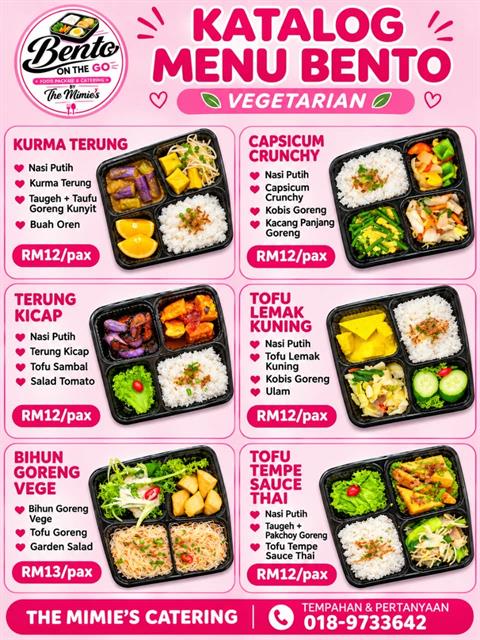 Bento
ON THE GO
FOOD PACKING & CATERING
BY
The Mimie's
KATALOG
MENU BENTO
VEGETARIAN
KURMA TERUNG
Nasi Putih
Kurma Terung
Taugeh + Taufu
Goreng Kunyit
Buah Oren
RM12/pax
CAPSICUM
CRUNCHY
Nasi Putih
Capsicum
Crunchy
Kobis Goreng
Kacang Panjang
Goreng
RM12/pax
TERUNG
KICAP
Nasi Putih
Terung Kicap
Tofu Sambal
Salad Tomato
RM12/pax
TOFU
LEMAK
KUNING
Nasi Putih
Tofu Lemak
Kuning
Kobis Goreng
Ulam
RM12/pax
BIHUN
GORENG
VEGE
Bihun Goreng
Vege
Tofu Goreng
Garden Salad
RM13/pax
TOFU
TEMPE
SAUCE
THAI
Nasi Putih
Taugeh +
Pakchoy Goreng
Tofu Tempe
Sauce Thai
RM12/pax
THE MIMIE'S CATERING
TEMPAHAN & PERTANYAAN
018-9733642